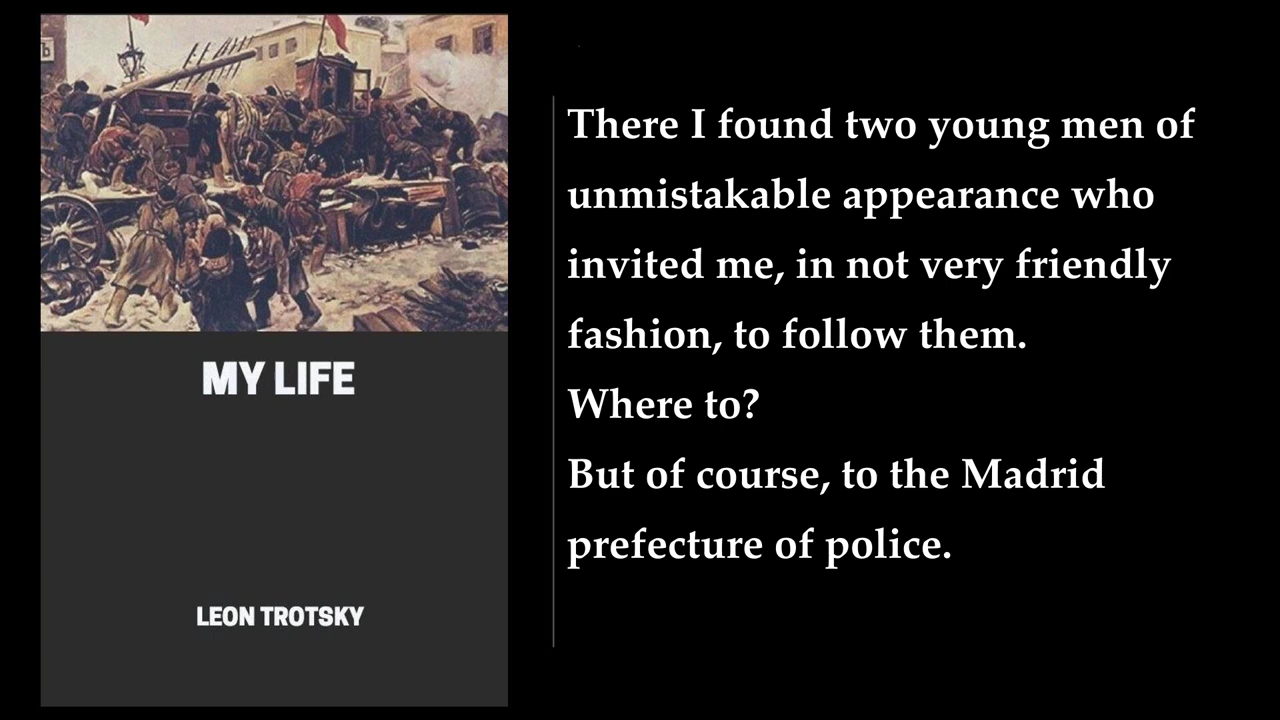 MY LIFE
LEON TROTSKY
There I found two young men of
unmistakable appearance who
invited me, in not very friendly
fashion, to follow them.
Where to?
But of course, to the Madrid
prefecture of police.